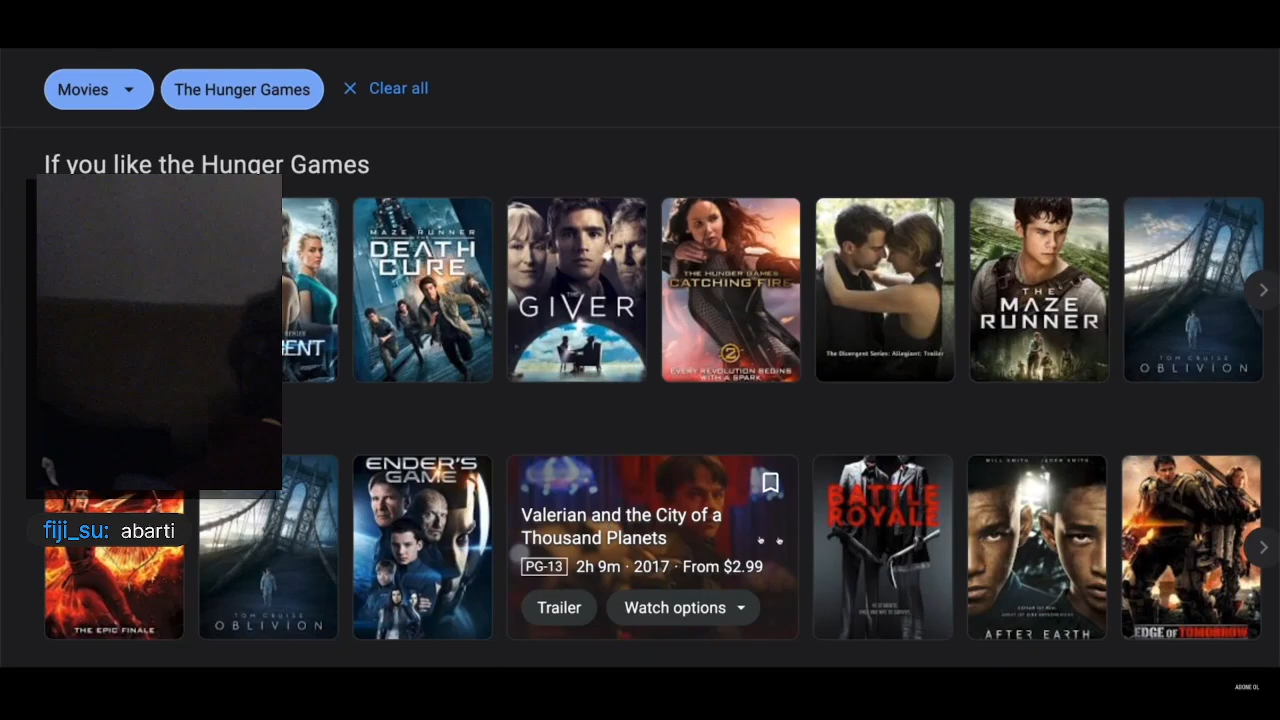 Movies
The Hunger Games
Clear all
If you like the Hunger Games
SERIES
ENT
MAZE RUNNER
DEATH
CURE
GIVER
THE HUNGER GAMES
CATCHING FIRE
2
EVERY REVOLUTION BEGINS
WITH A SPARK
The Divergent Series: Allegiant: Trailer
THE
MAZE
RUNNER
TOM CRUISE
OBLIVION
fiji_su: abarti
THE EPIC FINALE
TOM CRUISE
OBLIVION
ENDER'S
GAME
Valerian and the City of a
Thousand Planets
PG-13 2h 9m · 2017 · From $2.99
Trailer
Watch options
BATTLE
ROYALE
WILL SMITH
JADEN SMITH
AFTER EARTH
EDGE OF TOMORROW
ABONE OL